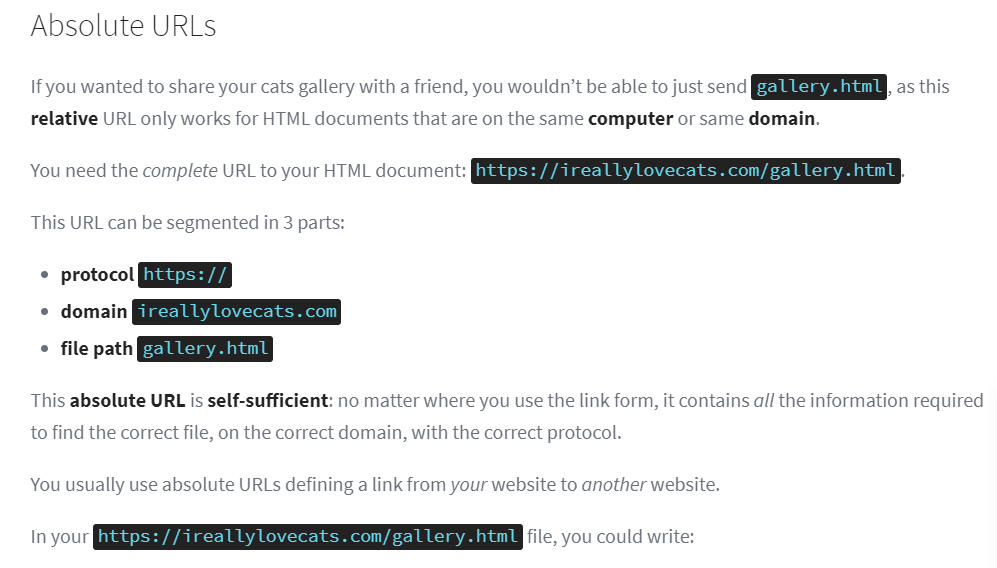 Absolute URLs
If you wanted to share your cats gallery with a friend, you wouldn’t be able to just send gallery.html, as this
relative URL only works for HTML documents that are on the same computer or same domain.
You need the complete URL to your HTML document: https://ireallylovecats.com/gallery.html.
This URL can be segmented in 3 parts:
• protocol https://
• domain ireallylovecats.com
• file path gallery.html
This absolute URL is self-sufficient: no matter where you use the link form, it contains all the information required
to find the correct file, on the correct domain, with the correct protocol.
You usually use absolute URLs defining a link from your website to another website.
In your https://ireallylovecats.com/gallery.html file, you could write: